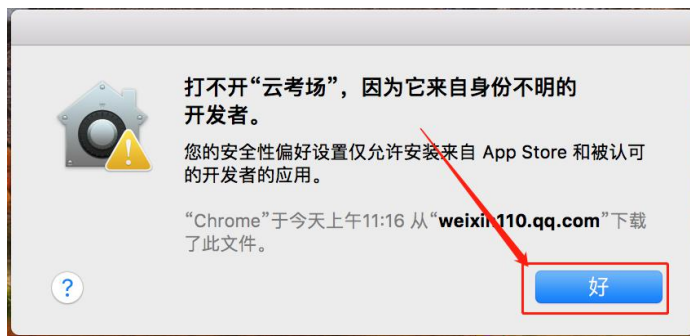 打不开“云考场”，因为它来自身份不明的
开发者。
您的安全性偏好设置仅允许安装来自 App Store 和被认可
的开发者的应用。
“Chrome”于今天上午11:16 从“weixin110.qq.com”下载
了此文件。
?
好